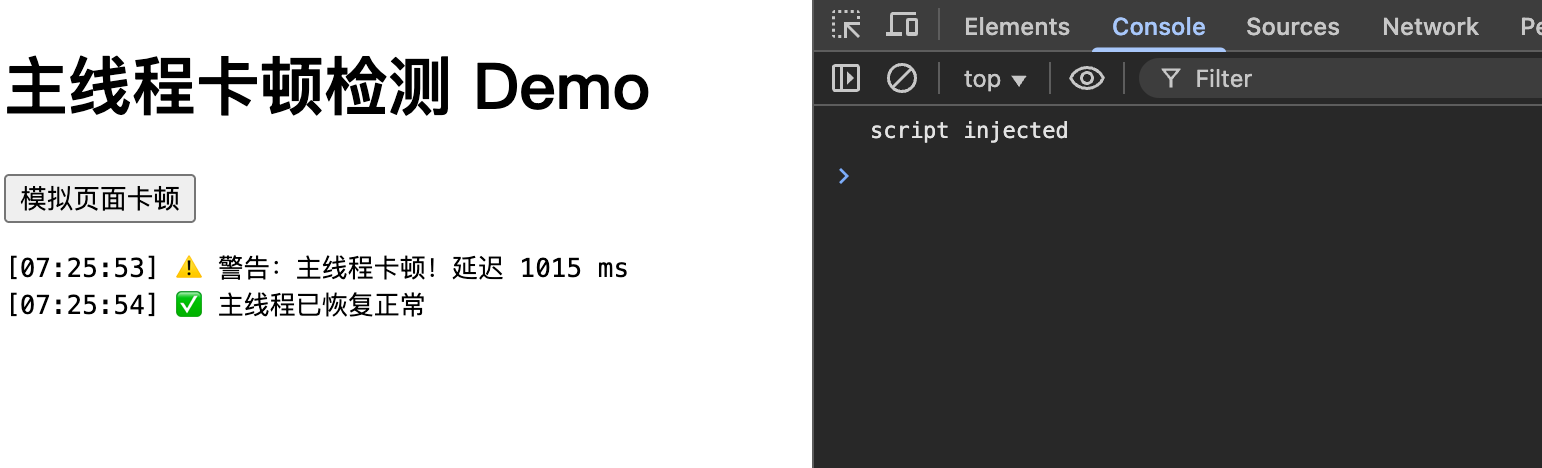 主线程卡顿检测 Demo
模拟页面卡顿
[07:25:53] ⚠️ 警告：主线程卡顿！延迟 1015 ms
[07:25:54] ✅ 主线程已恢复正常
Elements Console Sources Network Pe
top ▼ Filter
script injected